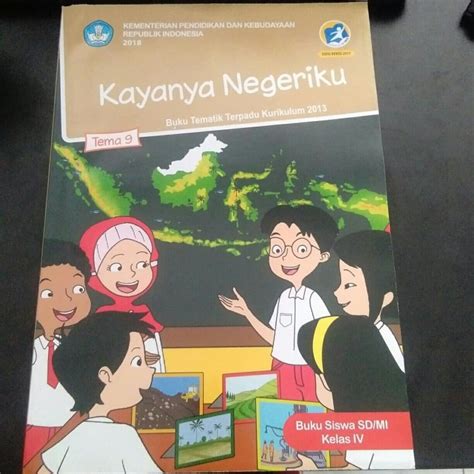 KEMENTERIAN PENDIDIKAN DAN KEBUDAYAAN
REPUBLIK INDONESIA
2018
Kayanya Negeriku
Buku Tematik Terpadu Kurikulum 2013
Tema 9
Buku Siswa SD/MI
Kelas IV